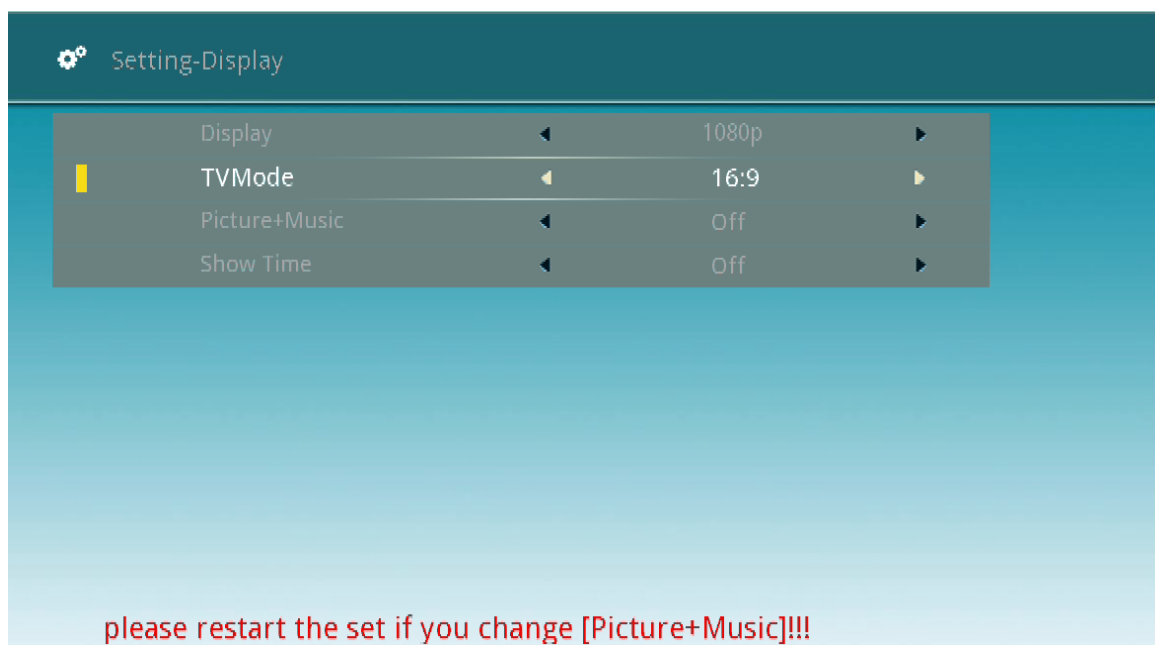 Setting-Display
Display 1080p
TVMode 16:9
Picture+Music Off
Show Time Off
please restart the set if you change [Picture+Music]!!!